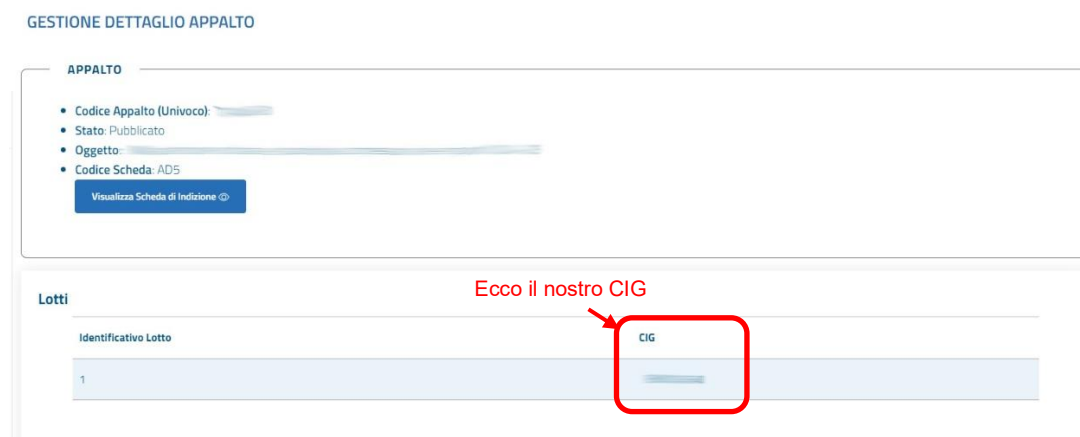 GESTIONE DETTAGLIO APPALTO
APPALTO
Codice Appalto (Univoco):
Stato: Pubblicato
Oggetto:
Codice Scheda: AD5
Visualizza Scheda di Indizione
Ecco il nostro CIG
Lotti
Identificativo Lotto CIG
1